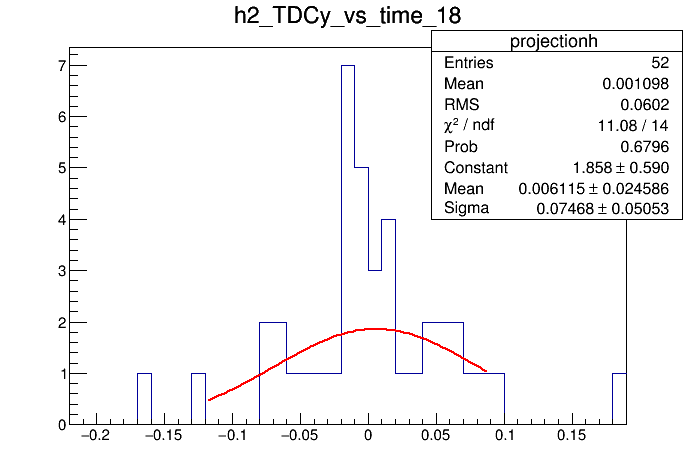 h2_TDCy_vs_time_18
projectionh
Entries 52
Mean 0.001098
RMS 0.0602
χ² / ndf 11.08 / 14
Prob 0.6796
Constant 1.858 ± 0.590
Mean 0.006115 ± 0.024586
Sigma 0.07468 ± 0.05053
7
6
5
4
3
2
1
0
−0.2 −0.15 −0.1 −0.05 0 0.05 0.1 0.15